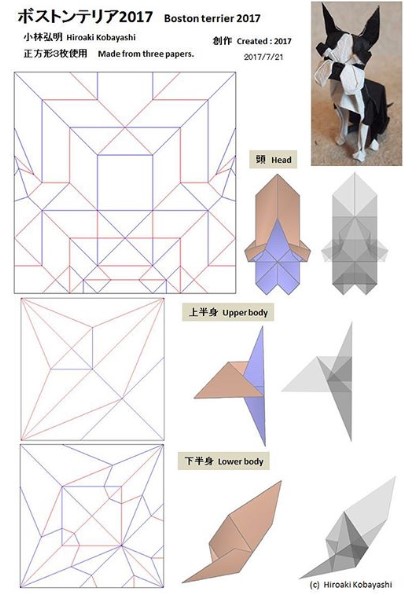 ボストンテリア2017 Boston terrier 2017
小林弘明 Hiroaki Kobayashi
創作 Created : 2017
正方形3枚使用 Made from three papers.
2017/7/21
頭 Head
上半身 Upper body
下半身 Lower body
(c) Hiroaki Kobayashi